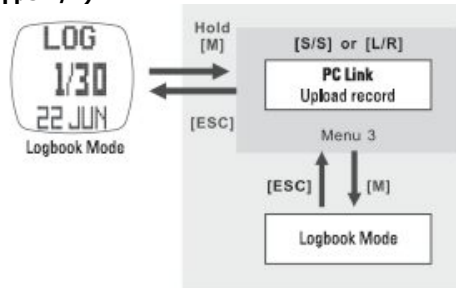 LOG
1/30
22 JUN
Logbook Mode
Hold
[M]
[ESC]
[S/S] or [L/R]
PC Link
Upload record
Menu 3
[ESC]
[M]
Logbook Mode